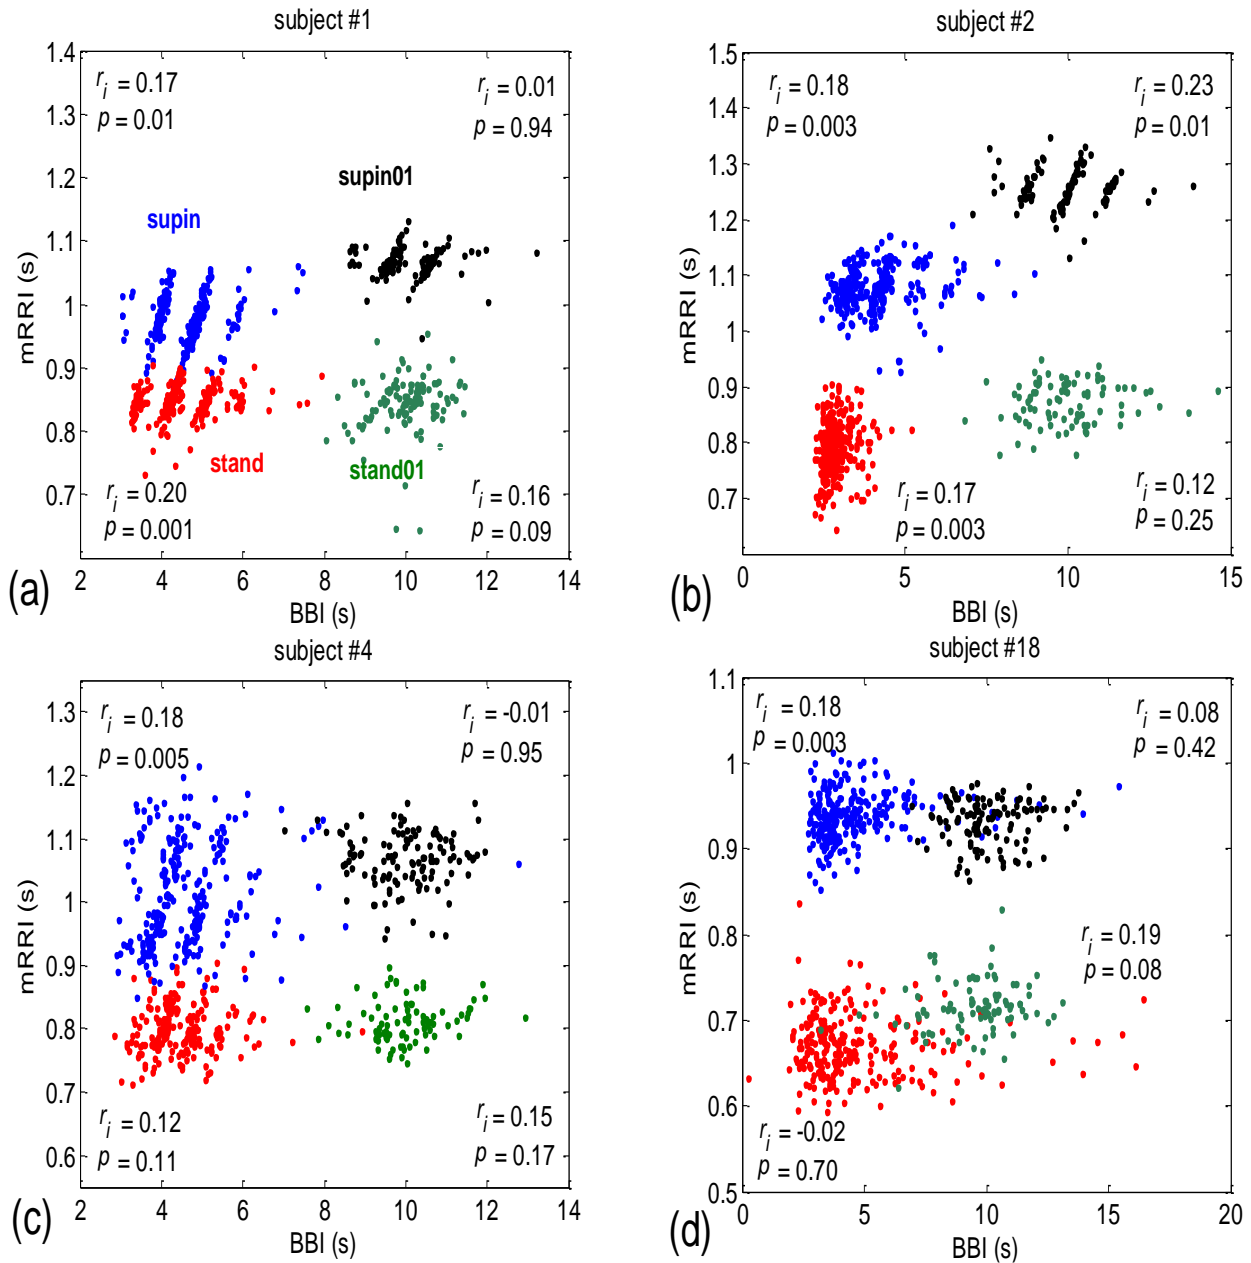 subject #1
r_i = 0.17
p = 0.01
r_i = 0.01
p = 0.94
supin01
supin
stand
stand01
r_i = 0.20
p = 0.001
r_i = 0.16
p = 0.09
1.4
1.3
1.2
1.1
1
0.9
0.8
0.7
mRRI (s)
2 4 6 8 10 12 14
BBI (s)
(a)
subject #2
r_i = 0.18
p = 0.003
r_i = 0.23
p = 0.01
r_i = 0.17
p = 0.003
r_i = 0.12
p = 0.25
1.5
1.4
1.3
1.2
1.1
1
0.9
0.8
0.7
mRRI (s)
0 5 10 15
BBI (s)
(b)
subject #4
r_i = 0.18
p = 0.005
r_i = -0.01
p = 0.95
r_i = 0.12
p = 0.11
r_i = 0.15
p = 0.17
1.3
1.2
1.1
1
0.9
0.8
0.7
0.6
mRRI (s)
2 4 6 8 10 12 14
BBI (s)
(c)
subject #18
r_i = 0.18
p = 0.003
r_i = 0.08
p = 0.42
r_i = 0.19
p = 0.08
r_i = -0.02
p = 0.70
1.1
1
0.9
0.8
0.7
0.6
0.5
mRRI (s)
0 5 10 15 20
BBI (s)
(d)